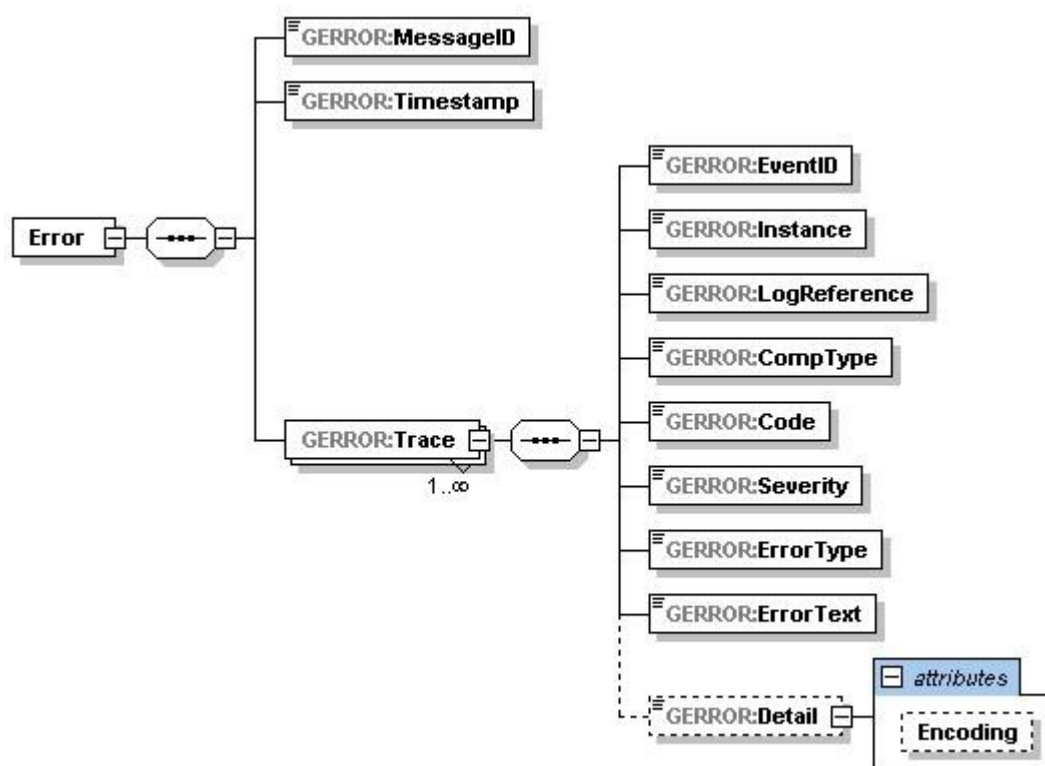 GERROR:MessageID
GERROR:Timestamp
GERROR:EventID
GERROR:Instance
Error
GERROR:LogReference
GERROR:CompType
GERROR:Code
GERROR:Trace
1..∞
GERROR:Severity
GERROR:ErrorType
GERROR:ErrorText
attributes
GERROR:Detail
Encoding